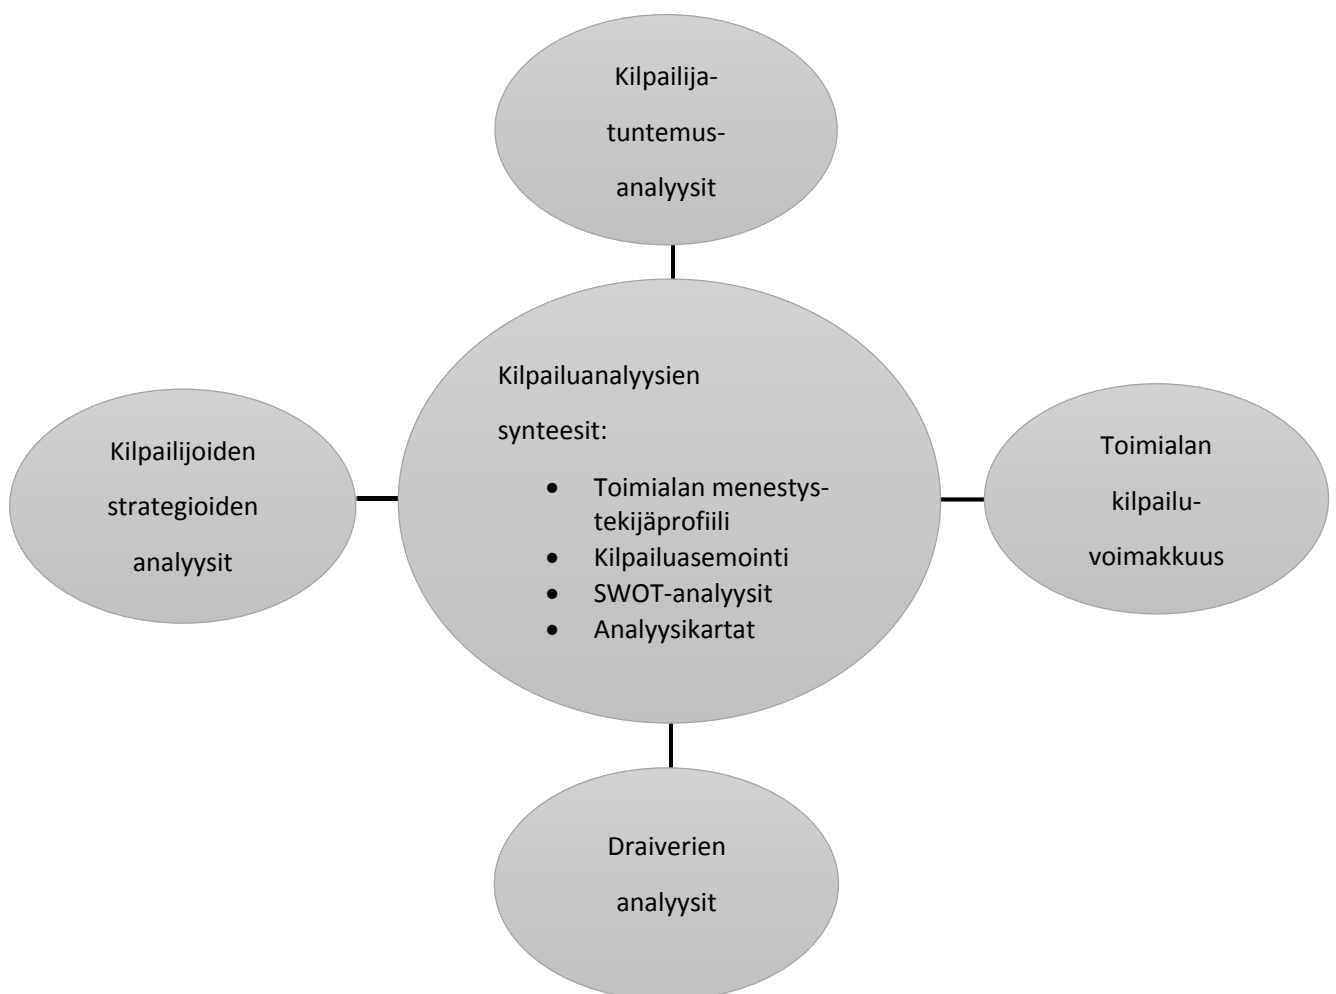 Kilpailija-
tuntemus-
analyysit
Kilpailuanalyysien
synteesit:
• Toimialan menestys-
tekijäprofiili
• Kilpailuasemointi
• SWOT-analyysit
• Analyysikartat
Kilpailijoiden
strategioiden
analyysit
Toimialan
kilpailu-
voimakkuus
Draiverien
analyysit